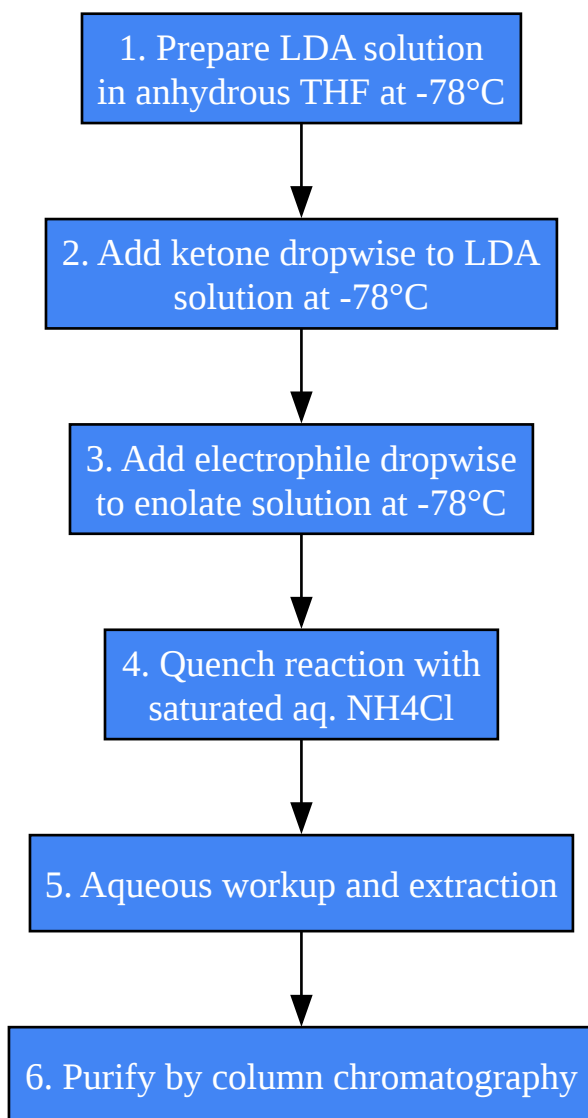 1. Prepare LDA solution
in anhydrous THF at -78°C
2. Add ketone dropwise to LDA
solution at -78°C
3. Add electrophile dropwise
to enolate solution at -78°C
4. Quench reaction with
saturated aq. NH4Cl
5. Aqueous workup and extraction
6. Purify by column chromatography